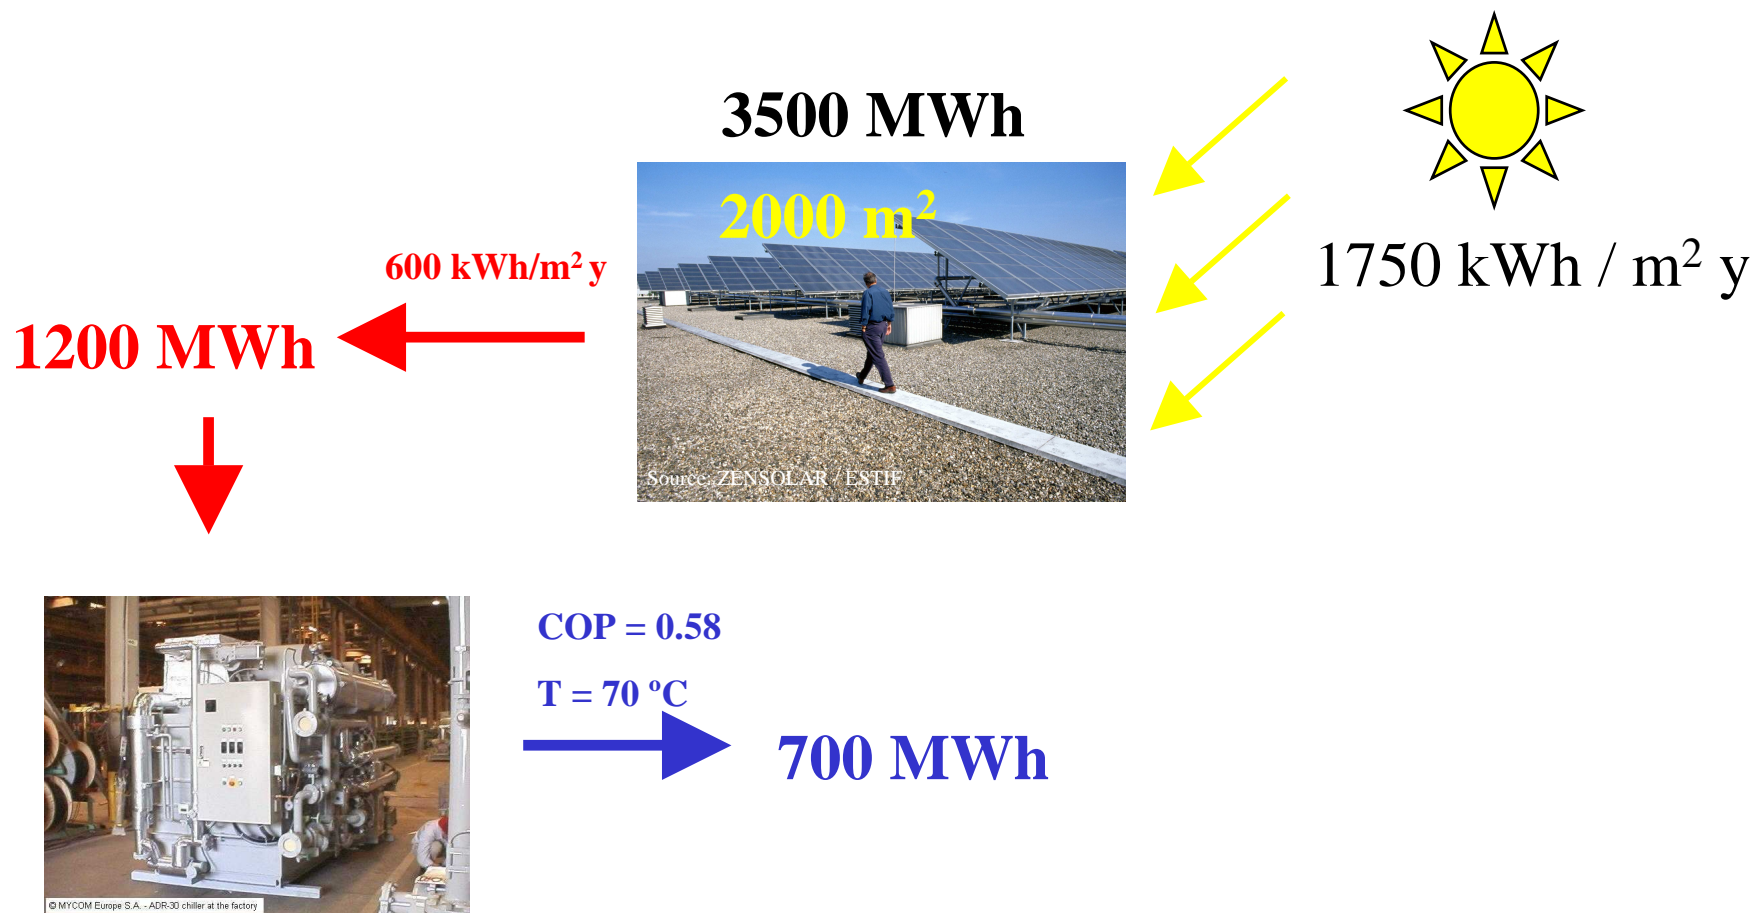 3500 MWh
2000 m²
1750 kWh / m² y
600 kWh/m² y
1200 MWh
Source: ZENSOLAR / ESTIF
COP = 0.58
T = 70 ºC
700 MWh
© MYCOM Europe S.A. - ADR-30 chiller at the factory